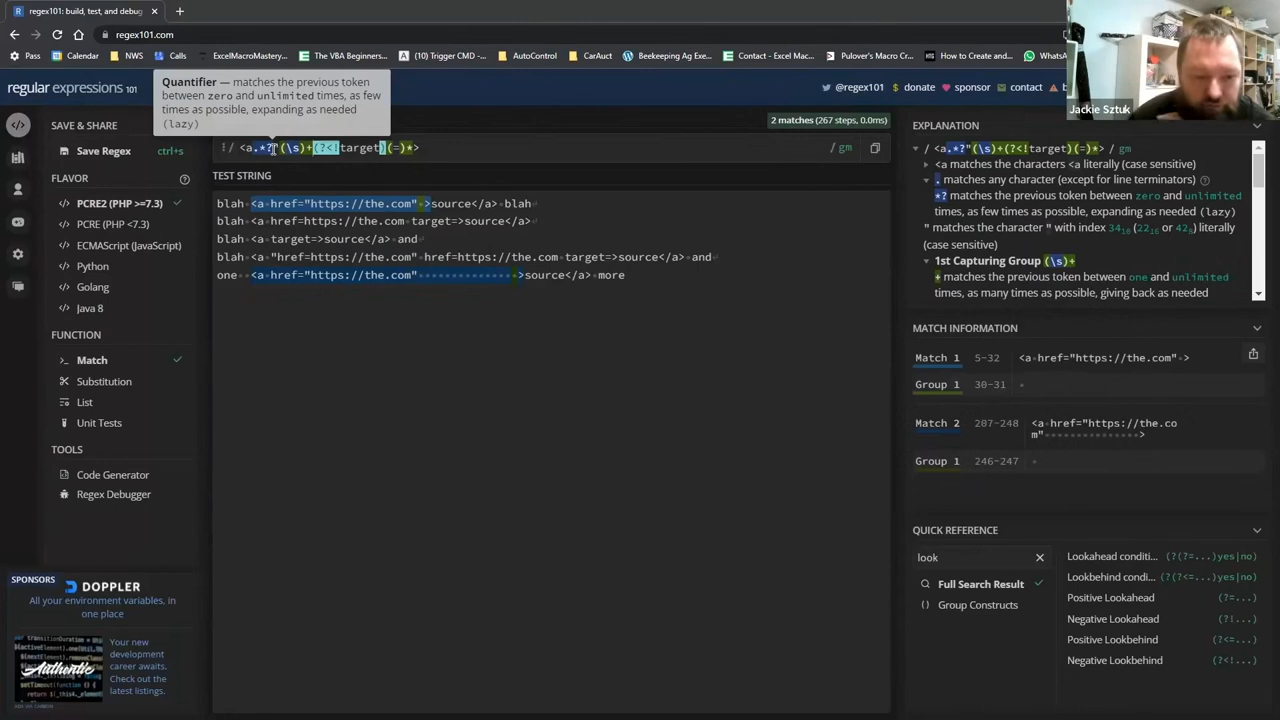 regex101: build, test, and debug
regex101.com
Pass
Calendar
NWS
Calls
ExcelMacroMastery
The VBA Beginners...
(10) Trigger CMD -...
AutoControl
CarAuct
Beekeeping Ag Ex...
Contact - Excel Mac...
Pulover's Macro Cr...
How to Create and...
WhatsA
Jackie Sztuk
regular expressions 101
@regex101
donate
sponsor
contact
Quantifier — matches the previous token
between zero and unlimited times, as few
times as possible, expanding as needed
(lazy)
2 matches (267 steps, 0.0ms)
/ <a.*?"(\s)+(?<!target)(=)*>
/ gm
TEST STRING
blah <a href="https://the.com" >source</a> blah
blah <a href=https://the.com target=>source</a>
blah <a target=>source</a> and
blah <a "href="https://the.com" href=https://the.com target=>source</a> and
one  <a href="https://the.com"               >source</a> more
SAVE & SHARE
Save Regex
ctrl+s
FLAVOR
PCRE2 (PHP >=7.3)
PCRE (PHP <7.3)
ECMAScript (JavaScript)
Python
Golang
Java 8
FUNCTION
Match
Substitution
List
Unit Tests
TOOLS
Code Generator
Regex Debugger
SPONSORS
DOPPLER
All your environment variables, in
one place
Authentic
Your new
development
career awaits.
Check out the
latest listings.
EXPLANATION
/ <a.*?"(\s)+(?<!target)(=)*> / gm
<a matches the characters <a literally (case sensitive)
. matches any character (except for line terminators)
*? matches the previous token between zero and unlimited
times, as few times as possible, expanding as needed (lazy)
" matches the character " with index 3410 (2216 or 428) literally
(case sensitive)
1st Capturing Group (\s)+
+ matches the previous token between one and unlimited
times, as many times as possible, giving back as needed
MATCH INFORMATION
Match 1
5-32
<a href="https://the.com" >
Group 1
30-31
Match 2
207-248
<a href="https://the.co
m"               >
Group 1
246-247
QUICK REFERENCE
look
Full Search Result
Group Constructs
Lookahead conditi...
(?(?=...)yes|no)
Lookbehind condi...
(?(?<=...)yes|no)
Positive Lookahead
(?=...)
Negative Lookahead
(?!...)
Positive Lookbehind
(?<=...)
Negative Lookbehind
(?<!...)